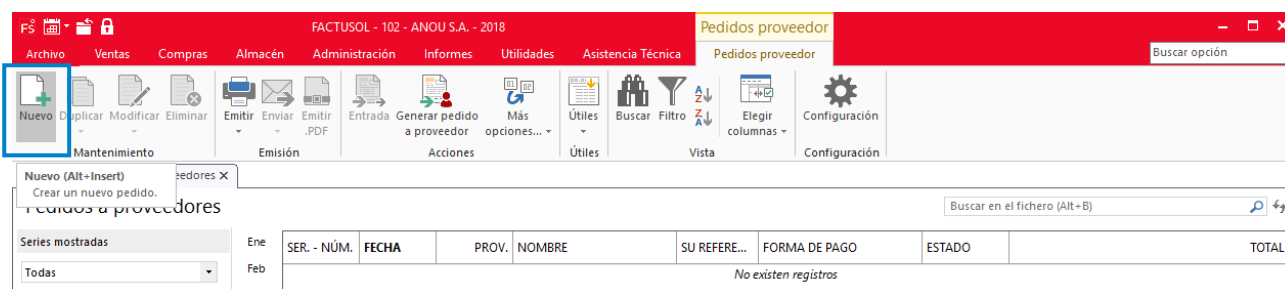 FS FACTUSOL - 102 - ANOU S.A. - 2018 Pedidos proveedor
Archivo Ventas Compras Almacén Administración Informes Utilidades Asistencia Técnica Pedidos proveedor Buscar opción
Nuevo Duplicar Modificar Eliminar Emitir Enviar Emitir .PDF Entrada Generar pedido a proveedor Más opciones... Útiles Buscar Filtro Elegir columnas Configuración
Mantenimiento Emisión Acciones Útiles Vista Configuración
Nuevo (Alt+Insert)
Crear un nuevo pedido.
eedores
Pedidos a proveedores Buscar en el fichero (Alt+B)
Series mostradas Ene SER. - NÚM. FECHA PROV. NOMBRE SU REFERE... FORMA DE PAGO ESTADO TOTAL
Todas Feb No existen registros